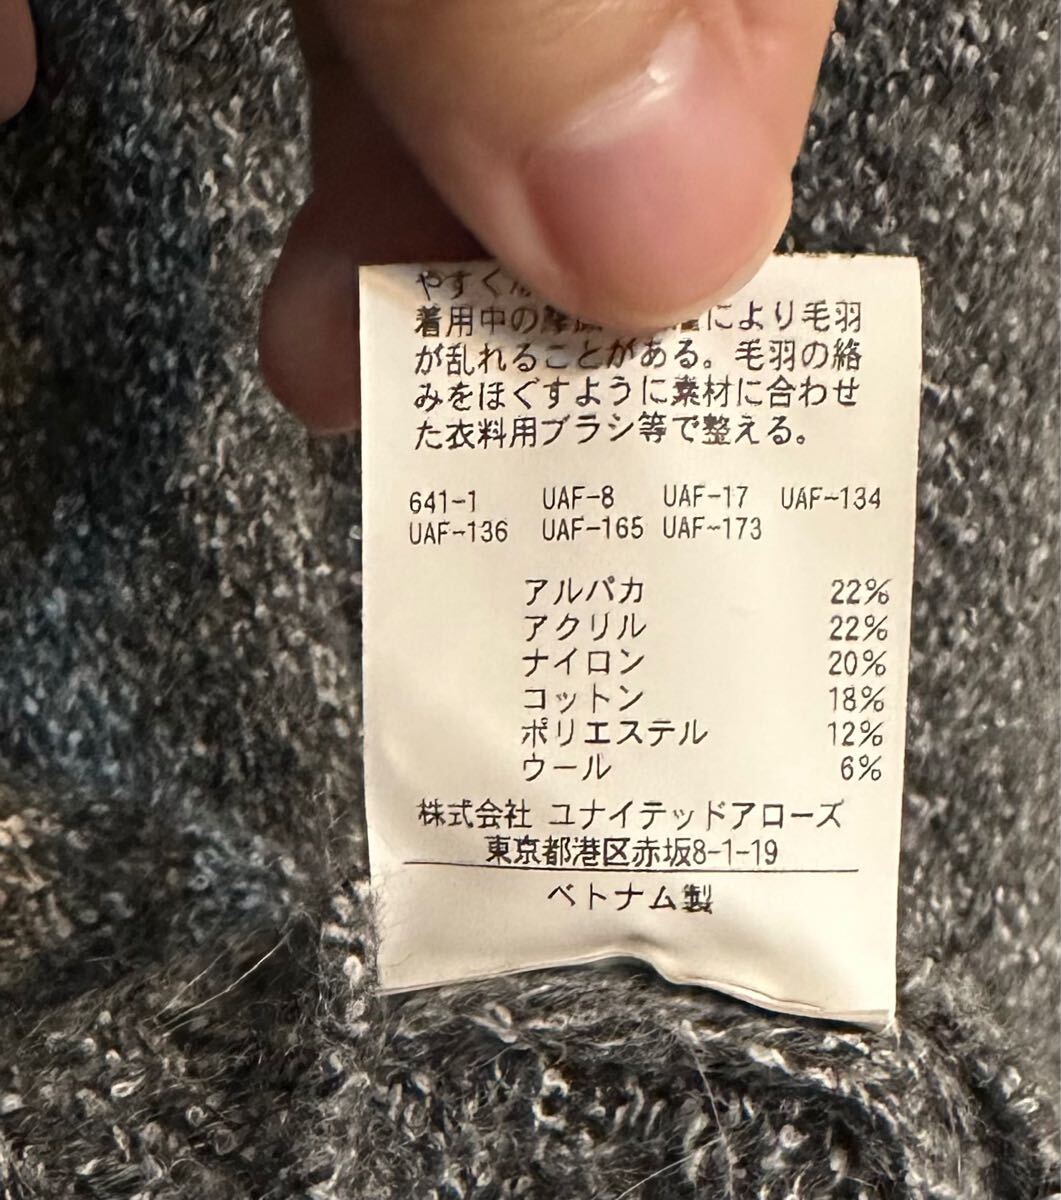 やすく
着用中の により毛羽
が乱れることがある。毛羽の絡
みをほぐすように素材に合わせ
た衣料用ブラシ等で整える。
641-1 UAF-8 UAF-17 UAF-134
UAF-136 UAF-165 UAF-173
アルパカ 22%
アクリル 22%
ナイロン 20%
コットン 18%
ポリエステル 12%
ウール 6%
株式会社 ユナイテッドアローズ
東京都港区赤坂8-1-19
ベトナム製